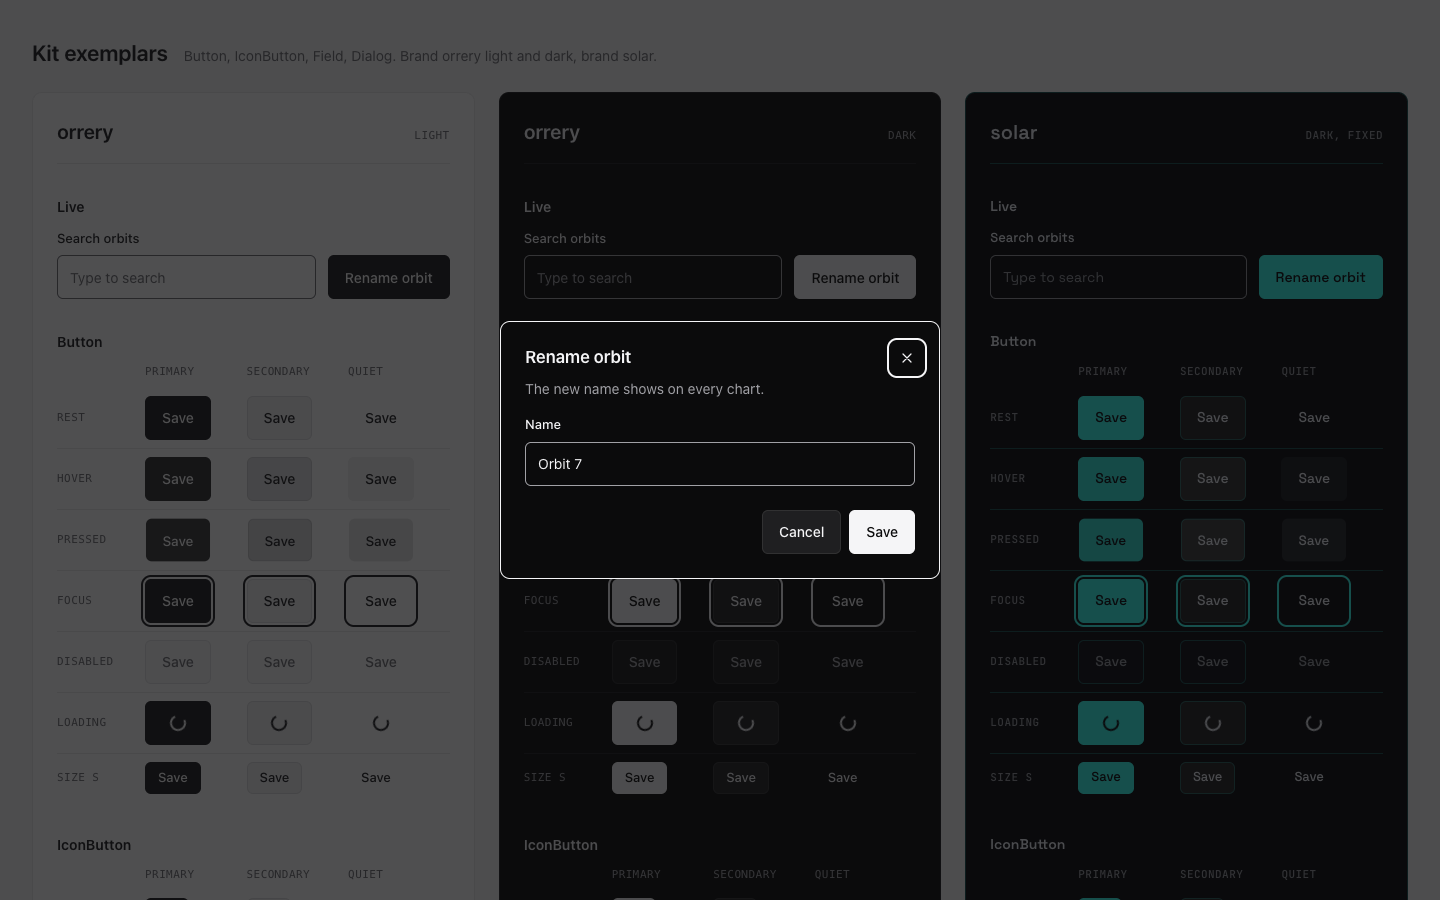 Kit exemplars Button, IconButton, Field, Dialog. Brand orrery light and dark, brand solar.
orrery LIGHT
Live
Search orbits
Type to search Rename orbit
Button
PRIMARY SECONDARY QUIET
REST Save Save Save
HOVER Save Save Save
PRESSED Save Save Save
FOCUS Save Save Save
DISABLED Save Save Save
LOADING
SIZE S Save Save Save
IconButton
PRIMARY SECONDARY QUIET
orrery DARK
Live
Search orbits
Type to search Rename orbit
Rename orbit
The new name shows on every chart.
Name
Orbit 7
Cancel Save
FOCUS Save Save Save
DISABLED Save Save Save
LOADING
SIZE S Save Save Save
IconButton
PRIMARY SECONDARY QUIET
solar DARK, FIXED
Live
Search orbits
Type to search Rename orbit
Button
PRIMARY SECONDARY QUIET
REST Save Save Save
HOVER Save Save Save
PRESSED Save Save Save
FOCUS Save Save Save
DISABLED Save Save Save
LOADING
SIZE S Save Save Save
IconButton
PRIMARY SECONDARY QUIET